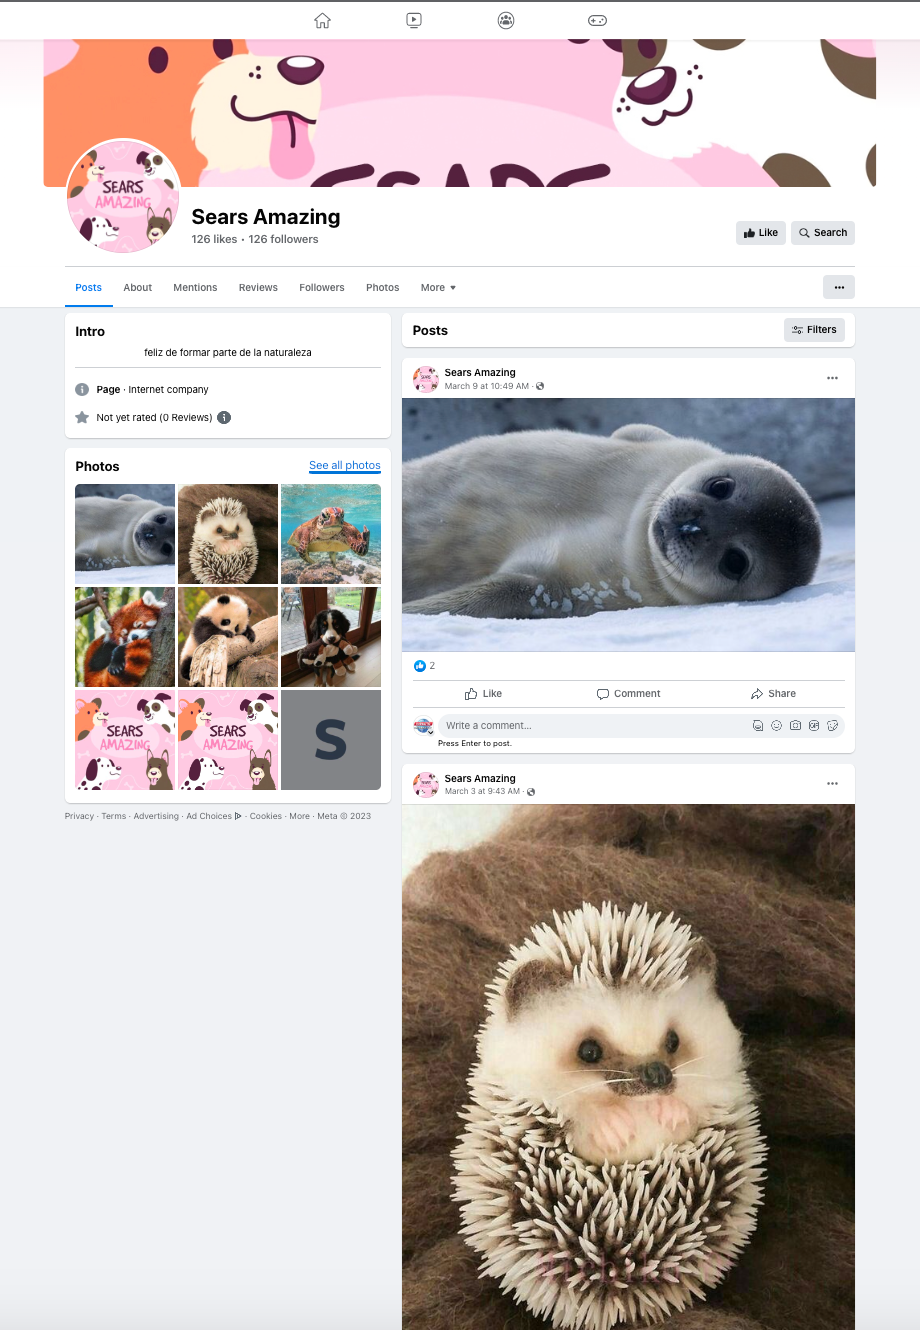 SEARS
SEARS
AMAZING
Sears Amazing
126 likes • 126 followers
Like
Search
Posts
About
Mentions
Reviews
Followers
Photos
More
Intro
feliz de formar parte de la naturaleza
Page · Internet company
Not yet rated (0 Reviews)
Photos
See all photos
SEARS
AMAZING
SEARS
AMAZING
S
Privacy · Terms · Advertising · Ad Choices · Cookies · More · Meta © 2023
Posts
Filters
Sears Amazing
March 9 at 10:49 AM ·
2
Like
Comment
Share
Write a comment...
GIF
Press Enter to post.
Sears Amazing
March 3 at 9:43 AM ·